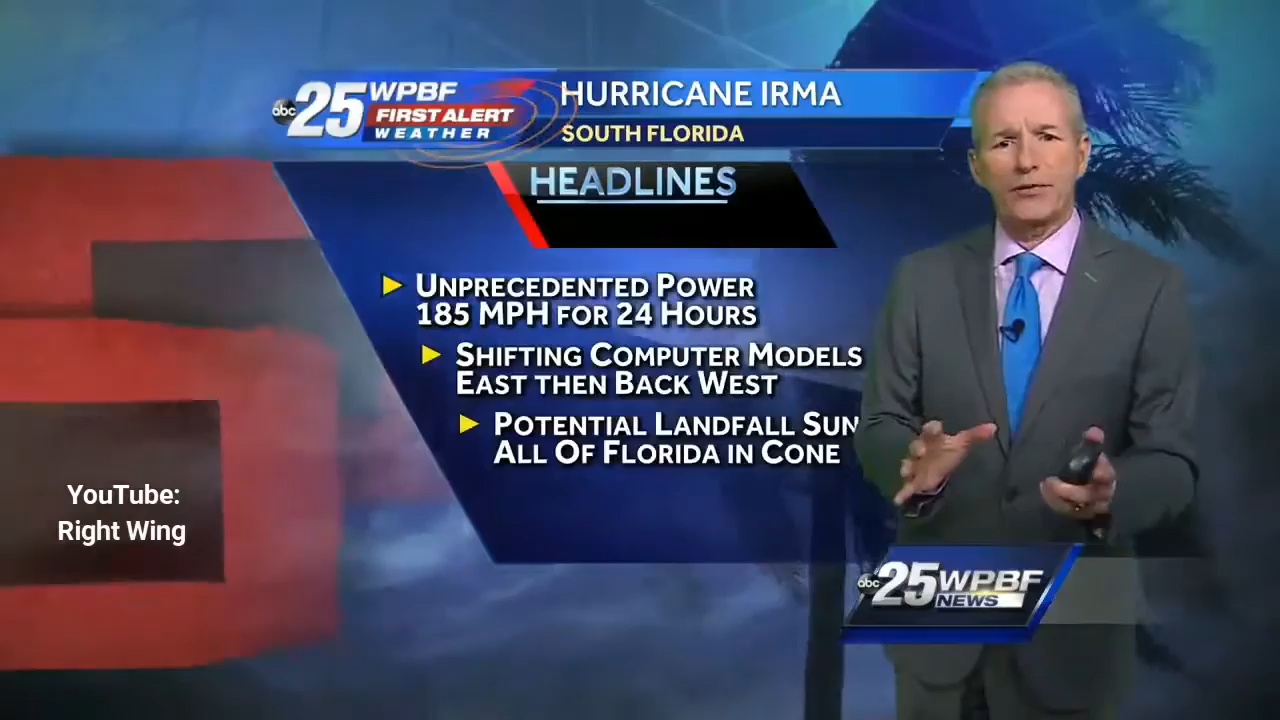 abc 25 WPBF
FIRST ALERT
WEATHER
HURRICANE IRMA
SOUTH FLORIDA
HEADLINES
UNPRECEDENTED POWER
185 MPH FOR 24 HOURS
SHIFTING COMPUTER MODELS
EAST THEN BACK WEST
POTENTIAL LANDFALL SUN
ALL OF FLORIDA IN CONE
YouTube:
Right Wing
abc 25 WPBF
NEWS